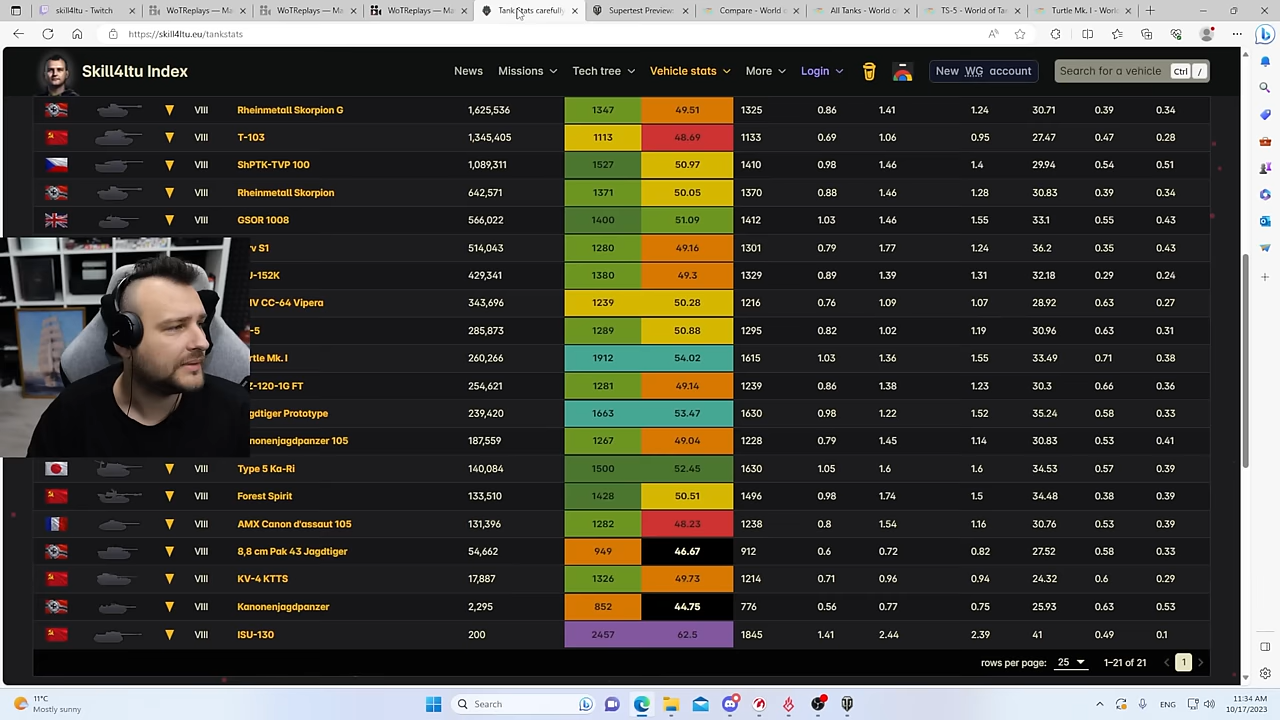 skill4ltu - Twitch
WoTReplays — Ma
WoTReplays — Ma
WoTReplays — Ma
Tank Stats carefully
Supertest Preview
Compare - World o
All Tanks - World o
TS-5 - World of Tan
Turtle Mk. I - World
https://skill4ltu.eu/tankstats
Skill4ltu Index
News Missions Tech tree Vehicle stats More Login New WG account Search for a vehicle Ctrl /
VIII Rheinmetall Skorpion G 1,625,536 1347 49.51 1325 0.86 1.41 1.24 30.71 0.39 0.34
VIII T-103 1,345,405 1113 48.69 1133 0.69 1.06 0.95 27.47 0.47 0.28
VIII ShPTK-TVP 100 1,089,311 1527 50.97 1410 0.98 1.46 1.4 22.94 0.54 0.51
VIII Rheinmetall Skorpion 642,571 1371 50.05 1370 0.88 1.46 1.28 30.83 0.39 0.34
VIII GSOR 1008 566,022 1400 51.09 1412 1.03 1.46 1.55 33.1 0.55 0.43
S1 514,043 1280 49.16 1301 0.79 1.77 1.24 36.2 0.35 0.43
-152K 429,341 1380 49.3 1329 0.89 1.39 1.31 32.18 0.29 0.24
V CC-64 Vipera 343,696 1239 50.28 1216 0.76 1.09 1.07 28.92 0.63 0.27
-5 285,873 1289 50.88 1295 0.82 1.02 1.19 30.96 0.63 0.31
rtle Mk. I 260,266 1912 54.02 1615 1.03 1.36 1.55 33.49 0.71 0.38
Z-120-1G FT 254,621 1281 49.14 1239 0.86 1.38 1.23 30.3 0.66 0.36
gdtiger Prototype 239,420 1663 53.47 1630 0.98 1.22 1.52 35.24 0.58 0.33
nonenjagdpanzer 105 187,559 1267 49.04 1228 0.79 1.45 1.14 30.83 0.53 0.41
VIII Type 5 Ka-Ri 140,084 1500 52.45 1630 1.05 1.6 1.6 34.53 0.57 0.39
VIII Forest Spirit 133,510 1428 50.51 1496 0.98 1.74 1.5 34.48 0.38 0.39
VIII AMX Canon d'assaut 105 131,396 1282 48.23 1238 0.8 1.54 1.16 31.76 0.52 0.39
VIII 8,8 cm Pak 43 Jagdtiger 54,662 949 46.67 912 0.6 0.72 0.58 0.33
VIII KV-4 KTTS 1326 49.73 1214 0.71 0.96 0.6 0.29
VIII Kanonenjagdpanzer 2,295 852 44.75 776 0.56 0.77 0.75 0.63 0.53
VIII ISU-130 200 2457 62.5 1845 1.41 2.44 2.39 0.1
rows per page: 25 1–21 of 21 1
11°C
Mostly sunny
Search
ENG
11:34 AM
10/17/2023